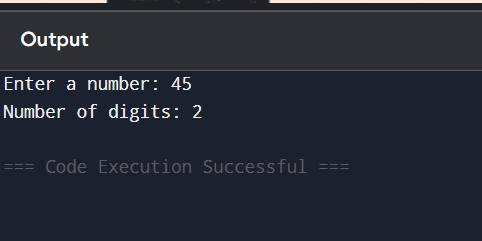 Output
Enter a number: 45
Number of digits: 2
=== Code Execution Successful ===